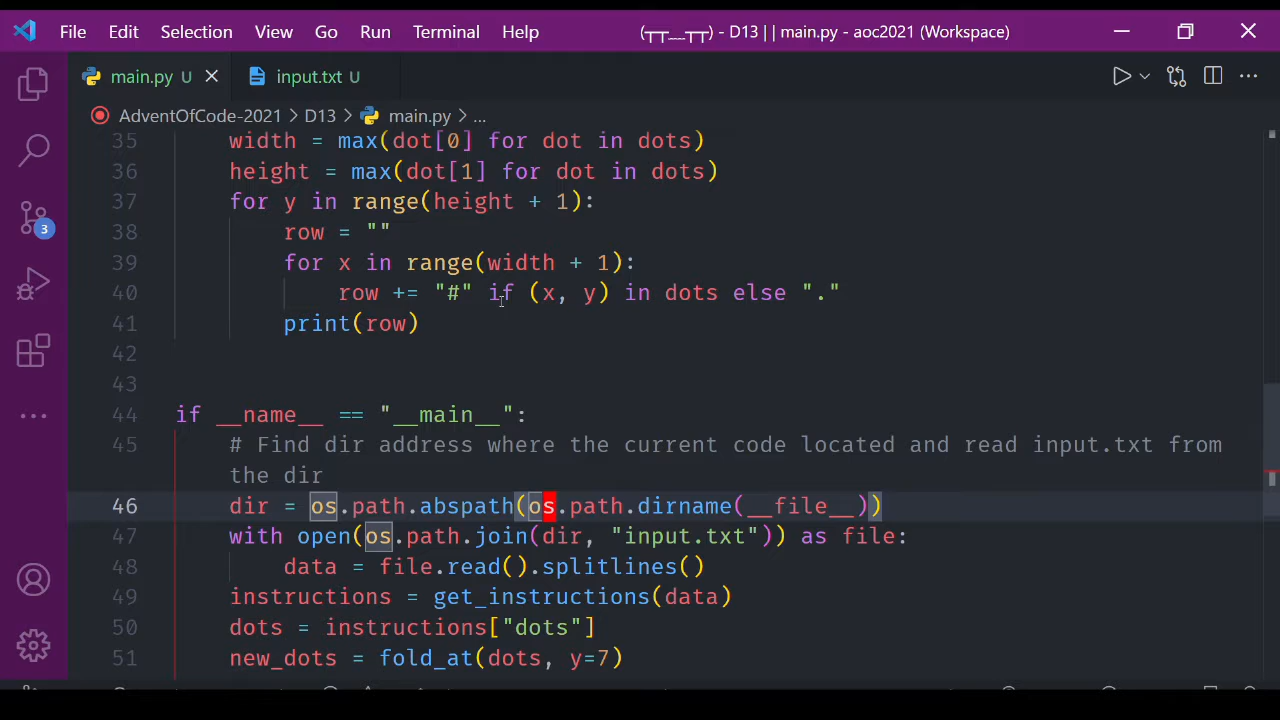 File Edit Selection View Go Run Terminal Help (┬┬﹏┬┬) - D13 | | main.py - aoc2021 (Workspace)
main.py U input.txt U
AdventOfCode-2021 > D13 > main.py > ...
35 width = max(dot[0] for dot in dots)
36 height = max(dot[1] for dot in dots)
37 for y in range(height + 1):
38 row = ""
39 for x in range(width + 1):
40 row += "#" if (x, y) in dots else "."
41 print(row)
42
43
44 if __name__ == "__main__":
45 # Find dir address where the current code located and read input.txt from
the dir
46 dir = os.path.abspath(os.path.dirname(__file__))
47 with open(os.path.join(dir, "input.txt")) as file:
48 data = file.read().splitlines()
49 instructions = get_instructions(data)
50 dots = instructions["dots"]
51 new_dots = fold_at(dots, y=7)
3